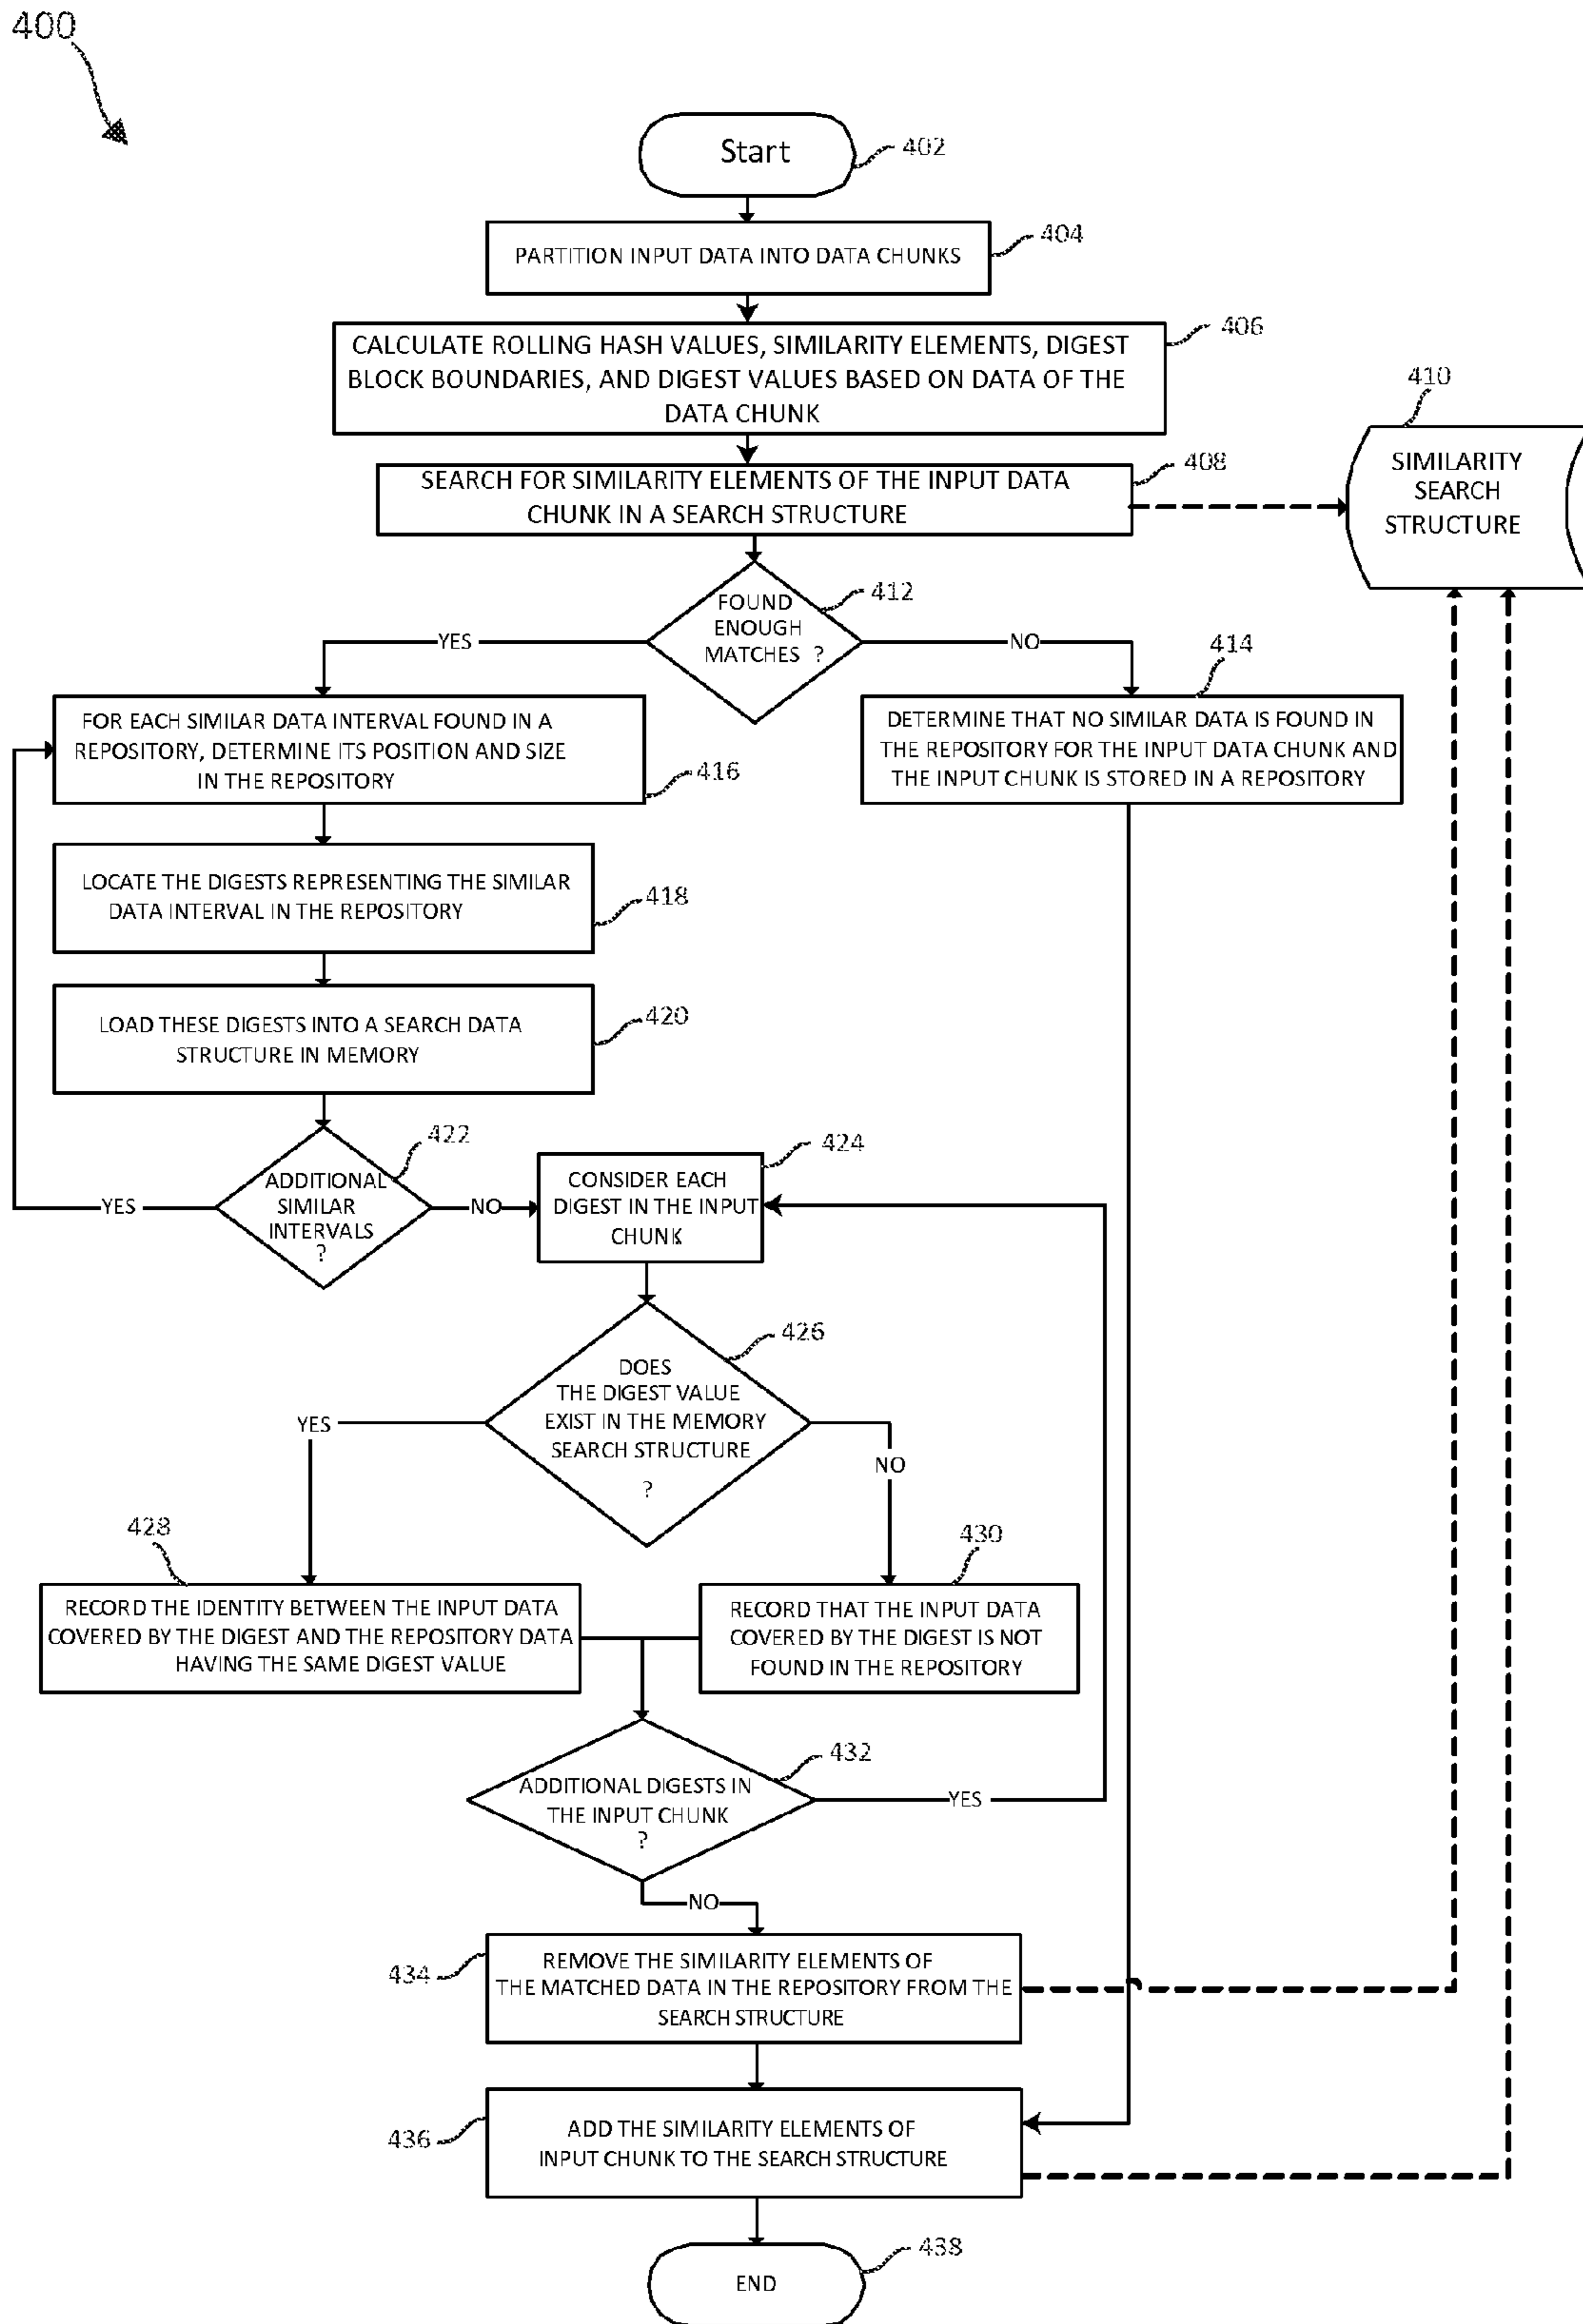 400
Start
402
PARTITION INPUT DATA INTO DATA CHUNKS
404
CALCULATE ROLLING HASH VALUES, SIMILARITY ELEMENTS, DIGEST
BLOCK BOUNDARIES, AND DIGEST VALUES BASED ON DATA OF THE
DATA CHUNK
406
SEARCH FOR SIMILARITY ELEMENTS OF THE INPUT DATA
CHUNK IN A SEARCH STRUCTURE
408
410
SIMILARITY
SEARCH
STRUCTURE
FOUND
ENOUGH
MATCHES ?
412
YES
NO
414
DETERMINE THAT NO SIMILAR DATA IS FOUND IN
THE REPOSITORY FOR THE INPUT DATA CHUNK AND
THE INPUT CHUNK IS STORED IN A REPOSITORY
FOR EACH SIMILAR DATA INTERVAL FOUND IN A
REPOSITORY, DETERMINE ITS POSITION AND SIZE
IN THE REPOSITORY
416
LOCATE THE DIGESTS REPRESENTING THE SIMILAR
DATA INTERVAL IN THE REPOSITORY
418
LOAD THESE DIGESTS INTO A SEARCH DATA
STRUCTURE IN MEMORY
420
ADDITIONAL
SIMILAR
INTERVALS
?
422
YES
NO
CONSIDER EACH
DIGEST IN THE INPUT
CHUNK
424
DOES
THE DIGEST VALUE
EXIST IN THE MEMORY
SEARCH STRUCTURE
?
426
YES
NO
428
RECORD THE IDENTITY BETWEEN THE INPUT DATA
COVERED BY THE DIGEST AND THE REPOSITORY DATA
HAVING THE SAME DIGEST VALUE
430
RECORD THAT THE INPUT DATA
COVERED BY THE DIGEST IS NOT
FOUND IN THE REPOSITORY
ADDITIONAL DIGESTS IN
THE INPUT CHUNK
?
432
YES
NO
434
REMOVE THE SIMILARITY ELEMENTS OF
THE MATCHED DATA IN THE REPOSITORY FROM THE
SEARCH STRUCTURE
436
ADD THE SIMILARITY ELEMENTS OF
INPUT CHUNK TO THE SEARCH STRUCTURE
438
END